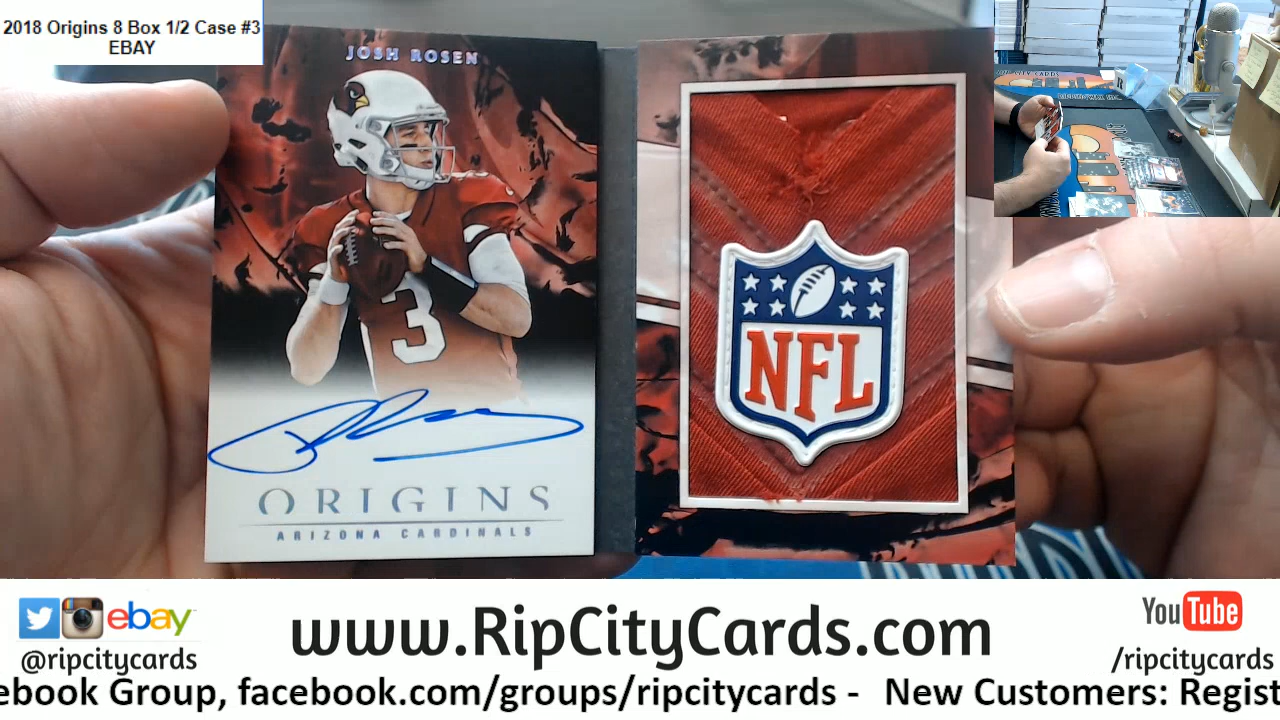 2018 Origins 8 Box 1/2 Case #3
EBAY
JOSH ROSEN
3
ORIGINS
ARIZONA CARDINALS
NFL
ebay
@ripcitycards
www.RipCityCards.com
YouTube
/ripcitycards
ebook Group, facebook.com/groups/ripcitycards - New Customers: Regist